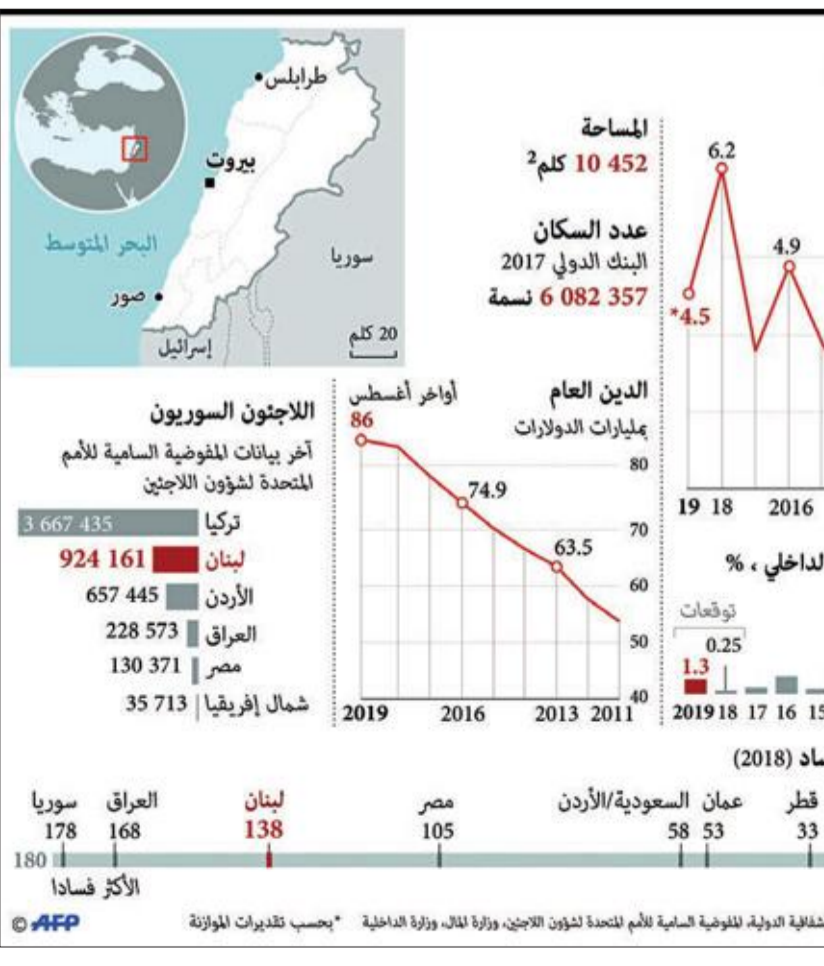 طرابلس
بيروت
البحر المتوسط
سوريا
صور
إسرائيل
20 كلم
المساحة
10 452 كلم2
عدد السكان
البنك الدولي 2017
6 082 357 نسمة
6.2
4.9
*4.5
19 18 2016
الدين العام
بمليارات الدولارات
أواخر أغسطس
86
80
74.9
70
63.5
60
50
40
2019 2016 2013 2011
اللاجئون السوريون
آخر بيانات المفوضية السامية للأمم
المتحدة لشؤون اللاجئين
تركيا 3 667 435
لبنان 924 161
الأردن 657 445
العراق 228 573
مصر 130 371
شمال إفريقيا 35 713
الداخلي ، %
توقعات
0.25
1.3
2019 18 17 16 15
(2018)
قطر عمان السعودية/الأردن مصر لبنان العراق سوريا
33 53 58 105 138 168 178
180
الأكثر فسادا
الدولية، المفوضية السامية للأمم المتحدة لشؤون اللاجئين، وزارة المال، وزارة الداخلية *بحسب تقديرات الموازنة
© AFP